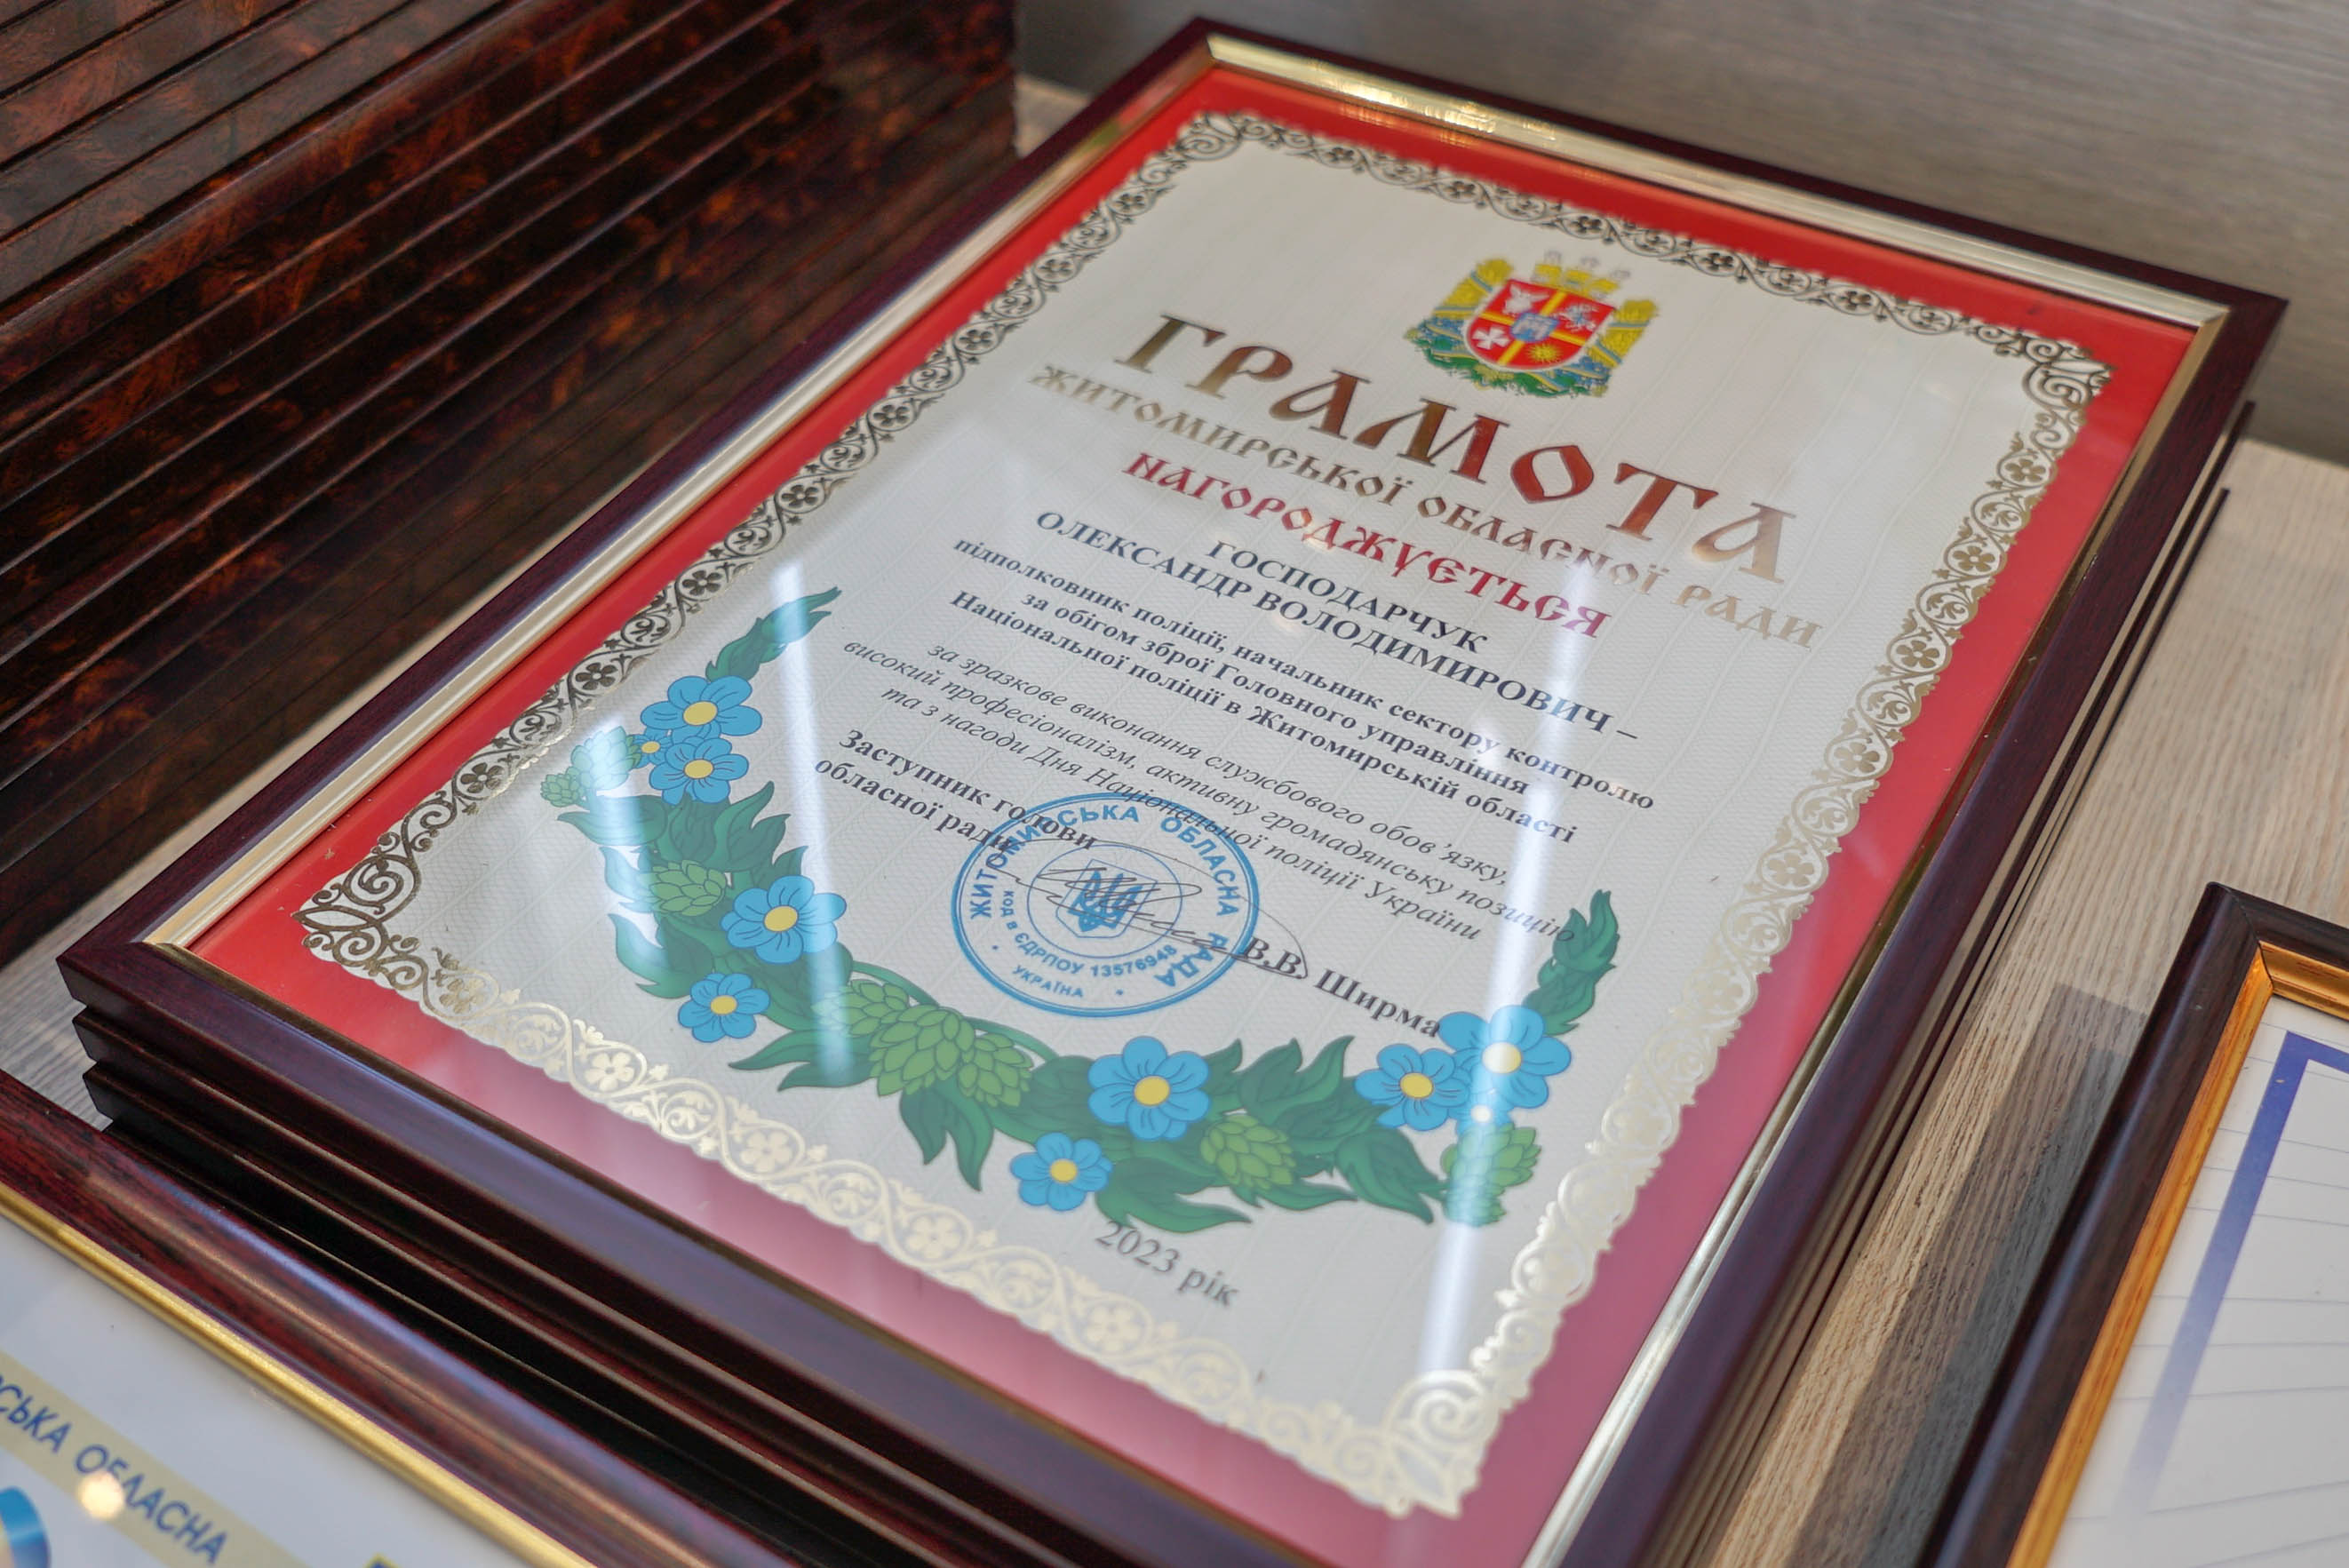 ГРАМОТА
ЖИТОМИРСЬКОЇ ОБЛАСНОЇ РАДИ
НАГОРОДЖУЄТЬСЯ
ГОСПОДАРЧУК
ОЛЕКСАНДР ВОЛОДИМИРОВИЧ –
підполковник поліції, начальник сектору контролю
за обігом зброї Головного управління
Національної поліції в Житомирській області
за зразкове виконання службового обов'язку,
високий професіоналізм, активну громадянську позицію
та з нагоди Дня Національної поліції України
Заступник голови
обласної ради
В.В. Ширма
ЖИТОМИРСЬКА ОБЛАСНА РАДА
код в ЄДРПОУ 13576948
УКРАЇНА
2023 рік
СЬКА ОБЛАСНА